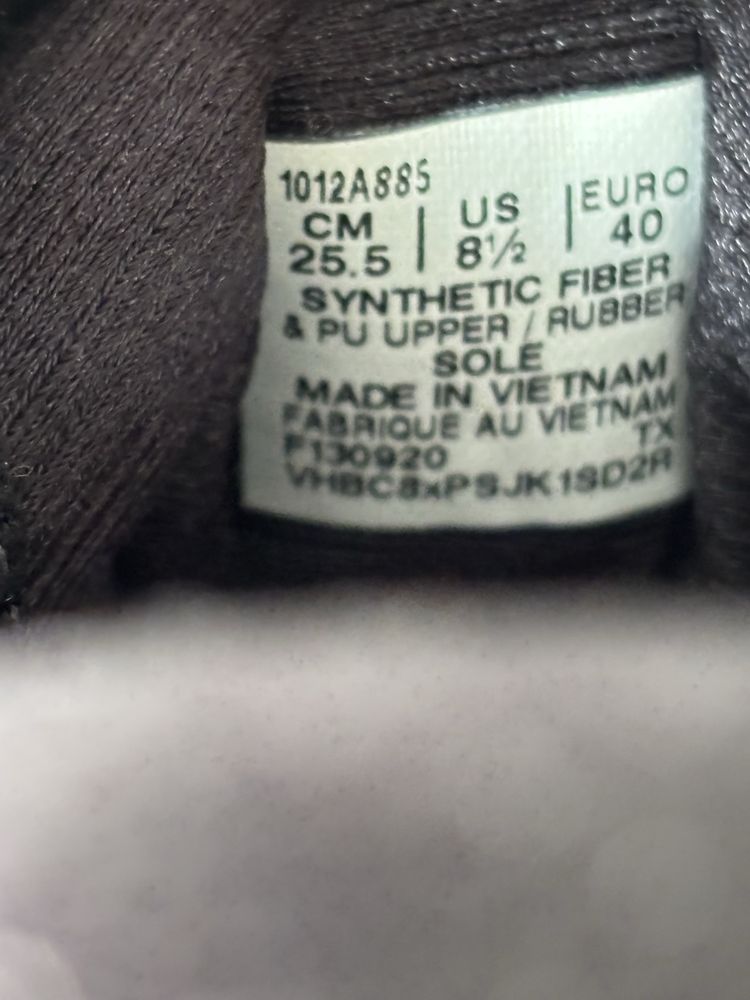 1012A885
CM | US | EURO
25.5 | 8½ | 40
SYNTHETIC FIBER
& PU UPPER / RUBBER
SOLE
MADE IN VIETNAM
FABRIQUE AU VIETNAM
F130920 TX
VHBC8xPSJK1SD2R